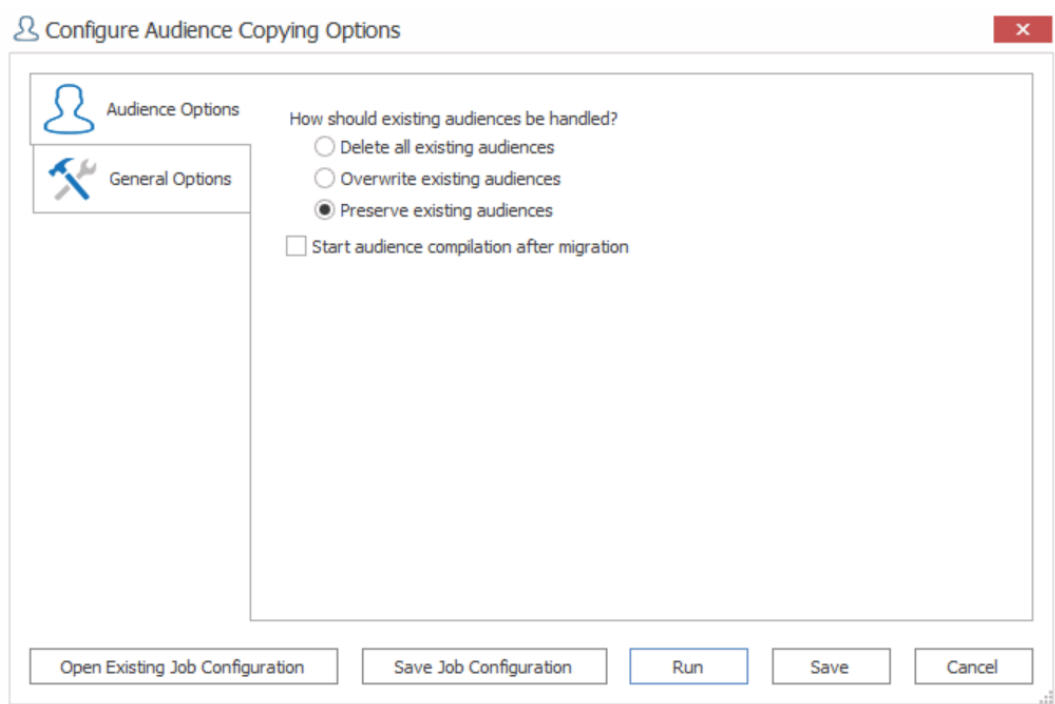 Configure Audience Copying Options
Audience Options
General Options
How should existing audiences be handled?
Delete all existing audiences
Overwrite existing audiences
Preserve existing audiences
Start audience compilation after migration
Open Existing Job Configuration
Save Job Configuration
Run
Save
Cancel